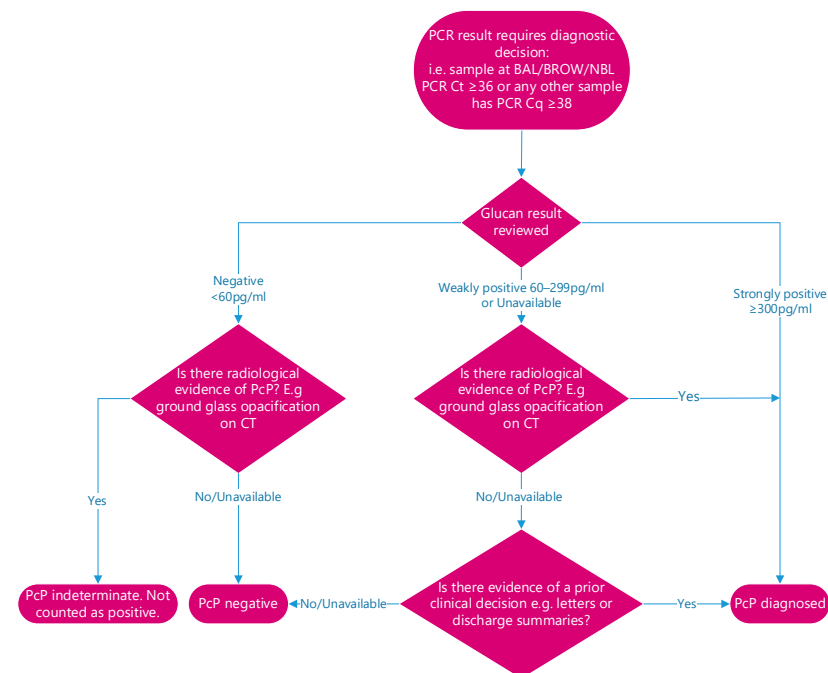 PCR result requires diagnostic
decision:
i.e. sample at BAL/BROW/NBL
PCR Ct ≥36 or any other sample
has PCR Cq ≥38
Glucan result
reviewed
Negative
<60pg/ml
Weakly positive 60–299pg/ml
or Unavailable
Strongly positive
≥300pg/ml
Is there radiological
evidence of PcP? E.g
ground glass opacification
on CT
Is there radiological
evidence of PcP? E.g
ground glass opacification
on CT
Yes
Yes
No/Unavailable
No/Unavailable
PcP indeterminate. Not
counted as positive.
PcP negative
No/Unavailable
Is there evidence of a prior
clinical decision e.g. letters or
discharge summaries?
Yes
PcP diagnosed